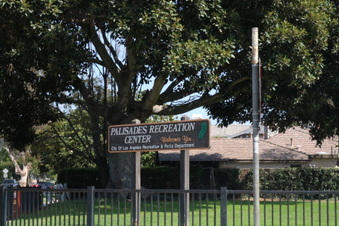 PALISADES RECREATION
CENTER Welcomes You
City Of Los Angeles Recreation & Parks Department